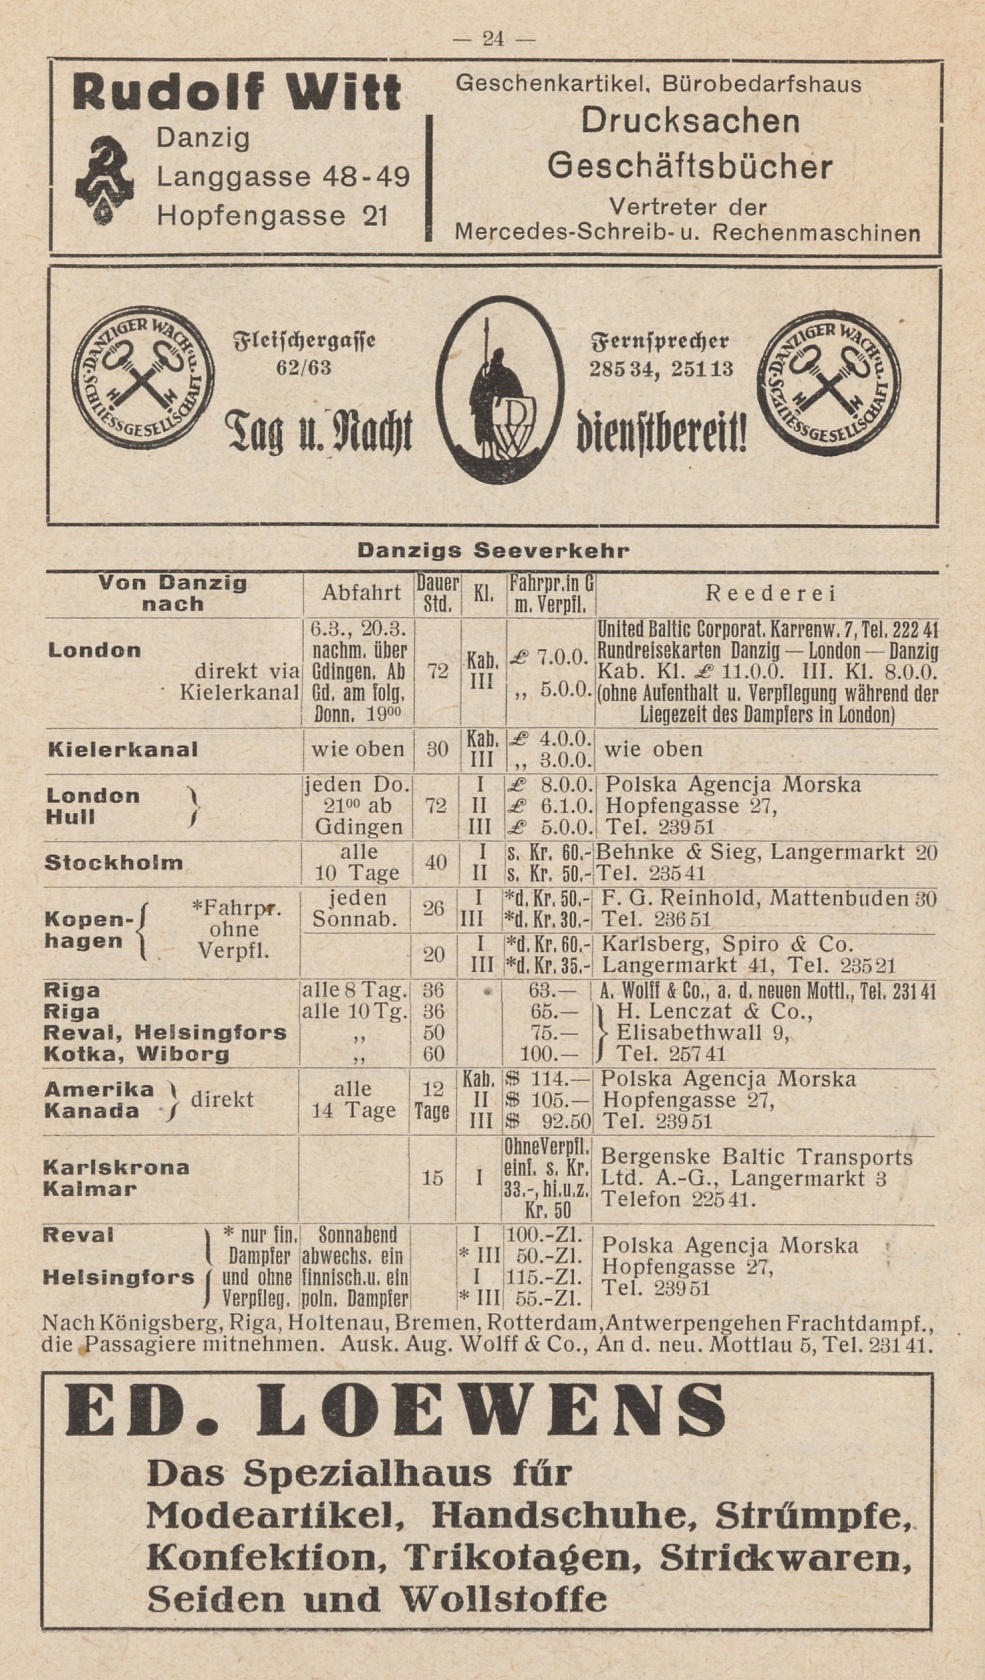 — 24 —
Rudolf Witt
Danzig
Langgasse 48-49
Hopfengasse 21
Geschenkartikel, Bürobedarfshaus
Drucksachen
Geschäftsbücher
Vertreter der
Mercedes-Schreib- u. Rechenmaschinen
DANZIGER WACH- u. SCHLIESSGESELLSCHAFT
Fleischergasse
62/63
Tag u. Nacht
DW
Fernsprecher
285 34, 251 13
dienstbereit!
DANZIGER WACH- u. SCHLIESSGESELLSCHAFT
Danzigs Seeverkehr
Von Danzig nach | Abfahrt | Dauer Std. | Kl. | Fahrpr. in G m. Verpfl. | Reederei
London
direkt via
Kielerkanal
6.3., 20.3.
nachm. über
Gdingen. Ab
Gd. am folg.
Donn. 19⁰⁰
72
Kab. £ 7.0.0.
III ,, 5.0.0.
United Baltic Corporat. Karrenw. 7, Tel. 222 41
Rundreisekarten Danzig — London — Danzig
Kab. Kl. £ 11.0.0. III. Kl. 8.0.0.
(ohne Aufenthalt u. Verpflegung während der
Liegezeit des Dampfers in London)
Kielerkanal
wie oben
30
Kab. £ 4.0.0.
III ,, 3.0.0.
wie oben
London
Hull
jeden Do.
21⁰⁰ ab
Gdingen
72
I £ 8.0.0.
II £ 6.1.0.
III £ 5.0.0.
Polska Agencja Morska
Hopfengasse 27,
Tel. 239 51
Stockholm
alle
10 Tage
40
I s. Kr. 60.-
II s. Kr. 50.-
Behnke & Sieg, Langermarkt 20
Tel. 235 41
Kopen-
hagen
*Fahrpr.
ohne
Verpfl.
jeden
Sonnab.
26
I *d. Kr. 50.-
III *d. Kr. 30.-
F. G. Reinhold, Mattenbuden 30
Tel. 236 51
20
I *d. Kr. 60.-
III *d. Kr. 35.-
Karlsberg, Spiro & Co.
Langermarkt 41, Tel. 235 21
Riga alle 8 Tag. 36 63.— A. Wolff & Co., a. d. neuen Mottl., Tel. 231 41
Riga alle 10 Tg. 36 65.— H. Lenczat & Co.,
Reval, Helsingfors ,, 50 75.— Elisabethwall 9,
Kotka, Wiborg ,, 60 100.— Tel. 257 41
Amerika
Kanada
direkt
alle
14 Tage
12
Tage
Kab. $ 114.—
II $ 105.—
III $ 92.50
Polska Agencja Morska
Hopfengasse 27,
Tel. 239 51
Karlskrona
Kalmar
15
I
Ohne Verpfl.
einf. s. Kr.
33.-, hi. u. z.
Kr. 50
Bergenske Baltic Transports
Ltd. A.-G., Langermarkt 3
Telefon 225 41.
Reval
Helsingfors
* nur fin.
Dampfer
und ohne
Verpfleg.
Sonnabend
abwechs. ein
finnisch. u. ein
poln. Dampfer
I 100.-Zl.
* III 50.-Zl.
I 115.-Zl.
* III 55.-Zl.
Polska Agencja Morska
Hopfengasse 27,
Tel. 239 51
Nach Königsberg, Riga, Holtenau, Bremen, Rotterdam, Antwerpen gehen Frachtdampf.,
die Passagiere mitnehmen. Ausk. Aug. Wolff & Co., An d. neu. Mottlau 5, Tel. 231 41.
ED. LOEWENS
Das Spezialhaus für
Modeartikel, Handschuhe, Strümpfe,
Konfektion, Trikotagen, Strickwaren,
Seiden und Wollstoffe